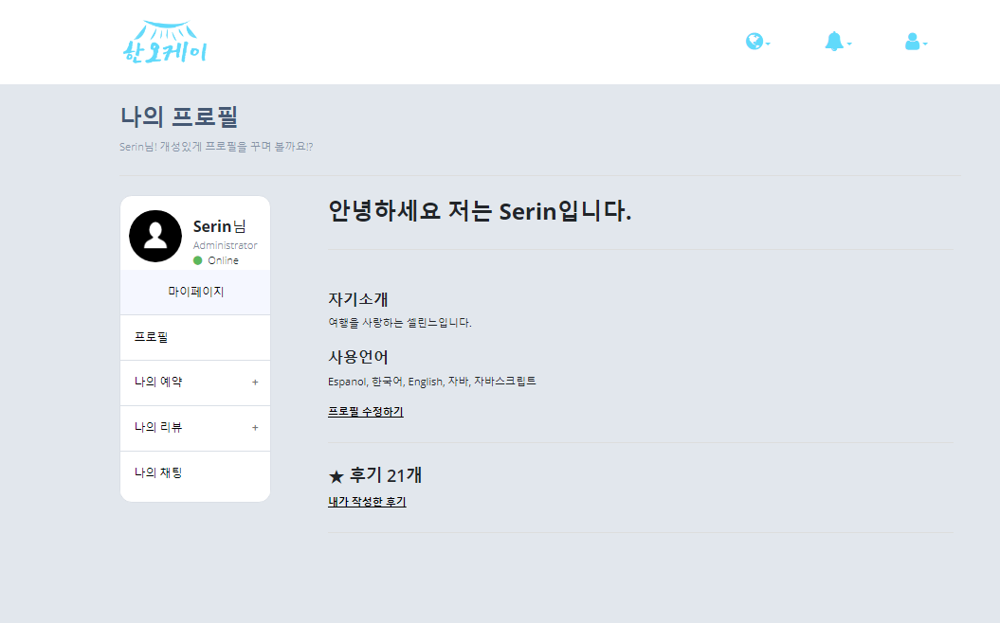 한오케이
나의 프로필
Serin님! 개성있게 프로필을 꾸며 볼까요!?
Serin님
Administrator
Online
마이페이지
프로필
나의 예약 +
나의 리뷰 +
나의 채팅
안녕하세요 저는 Serin입니다.
자기소개
여행을 사랑하는 셀린느입니다.
사용언어
Espanol, 한국어, English, 자바, 자바스크립트
프로필 수정하기
★ 후기 21개
내가 작성한 후기